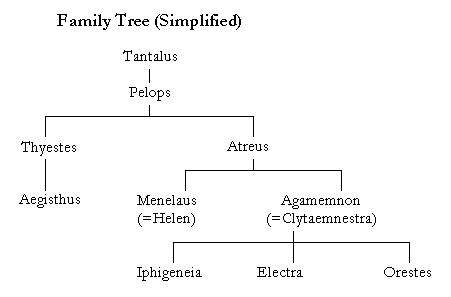 Family Tree (Simplified)
Tantalus
Pelops
Thyestes Atreus
Aegisthus Menelaus Agamemnon
(=Helen) (=Clytaemnestra)
Iphigeneia Electra Orestes